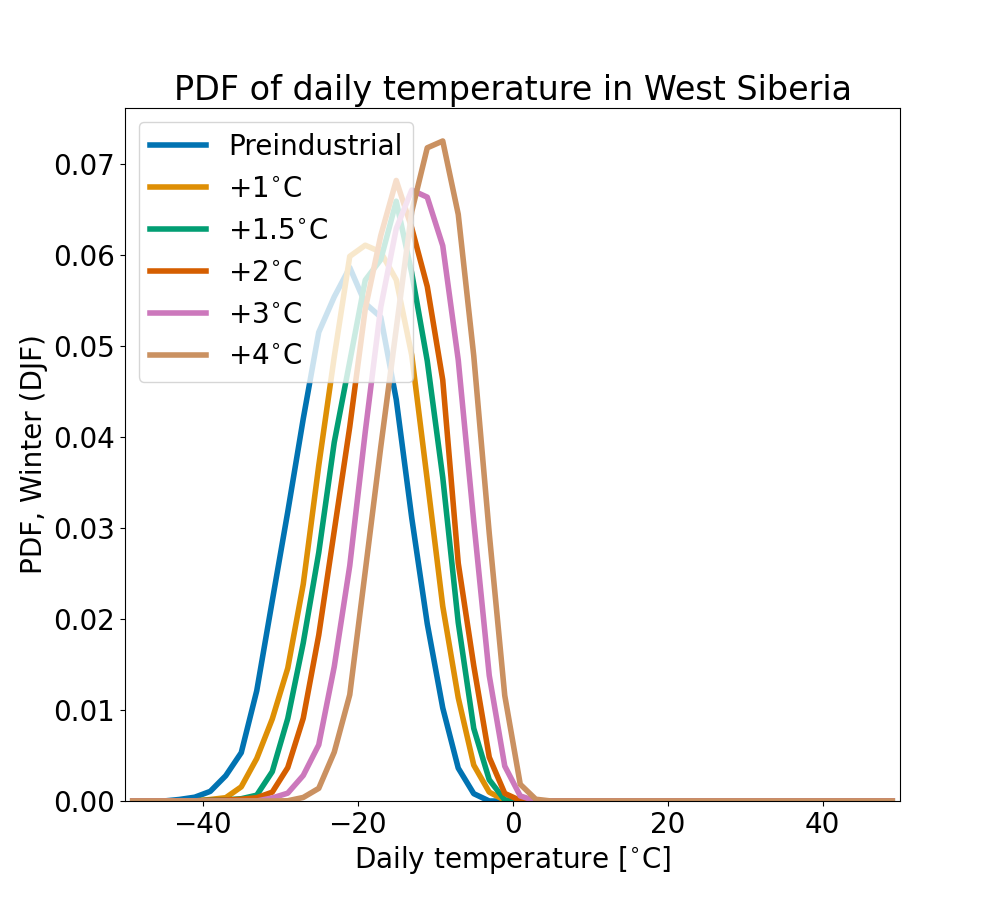 PDF of daily temperature in West Siberia
Preindustrial
+1°C
+1.5°C
+2°C
+3°C
+4°C
PDF, Winter (DJF)
0.07
0.06
0.05
0.04
0.03
0.02
0.01
0.00
−40 −20 0 20 40
Daily temperature [°C]